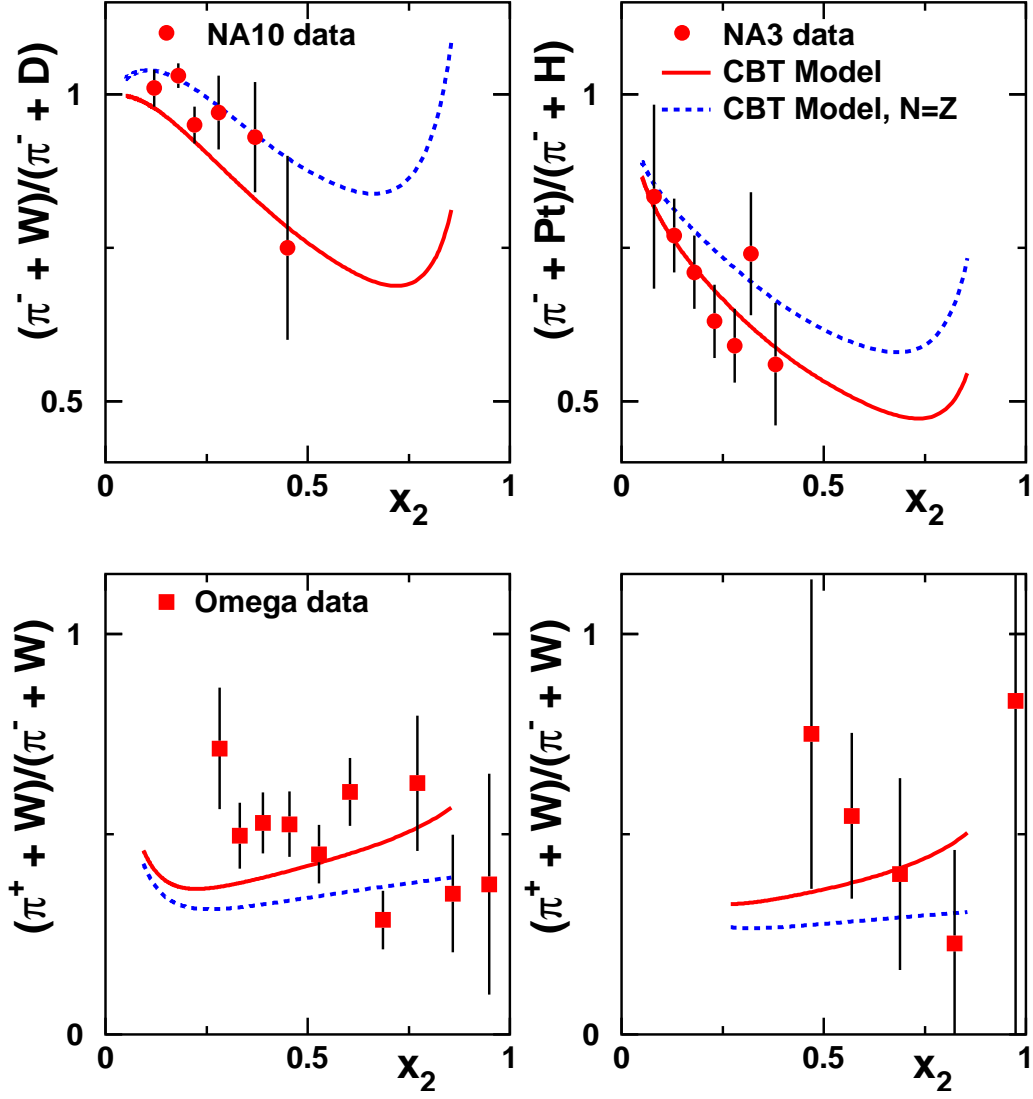 (π⁻ + W)/(π⁻ + D)
1
0.5
NA10 data
0
0.5
1
x₂
(π⁻ + Pt)/(π⁻ + H)
1
0.5
NA3 data
CBT Model
CBT Model, N=Z
0
0.5
1
x₂
(π⁺ + W)/(π⁻ + W)
1
0
Omega data
0
0.5
1
x₂
(π⁺ + W)/(π⁻ + W)
1
0
0
0.5
1
x₂